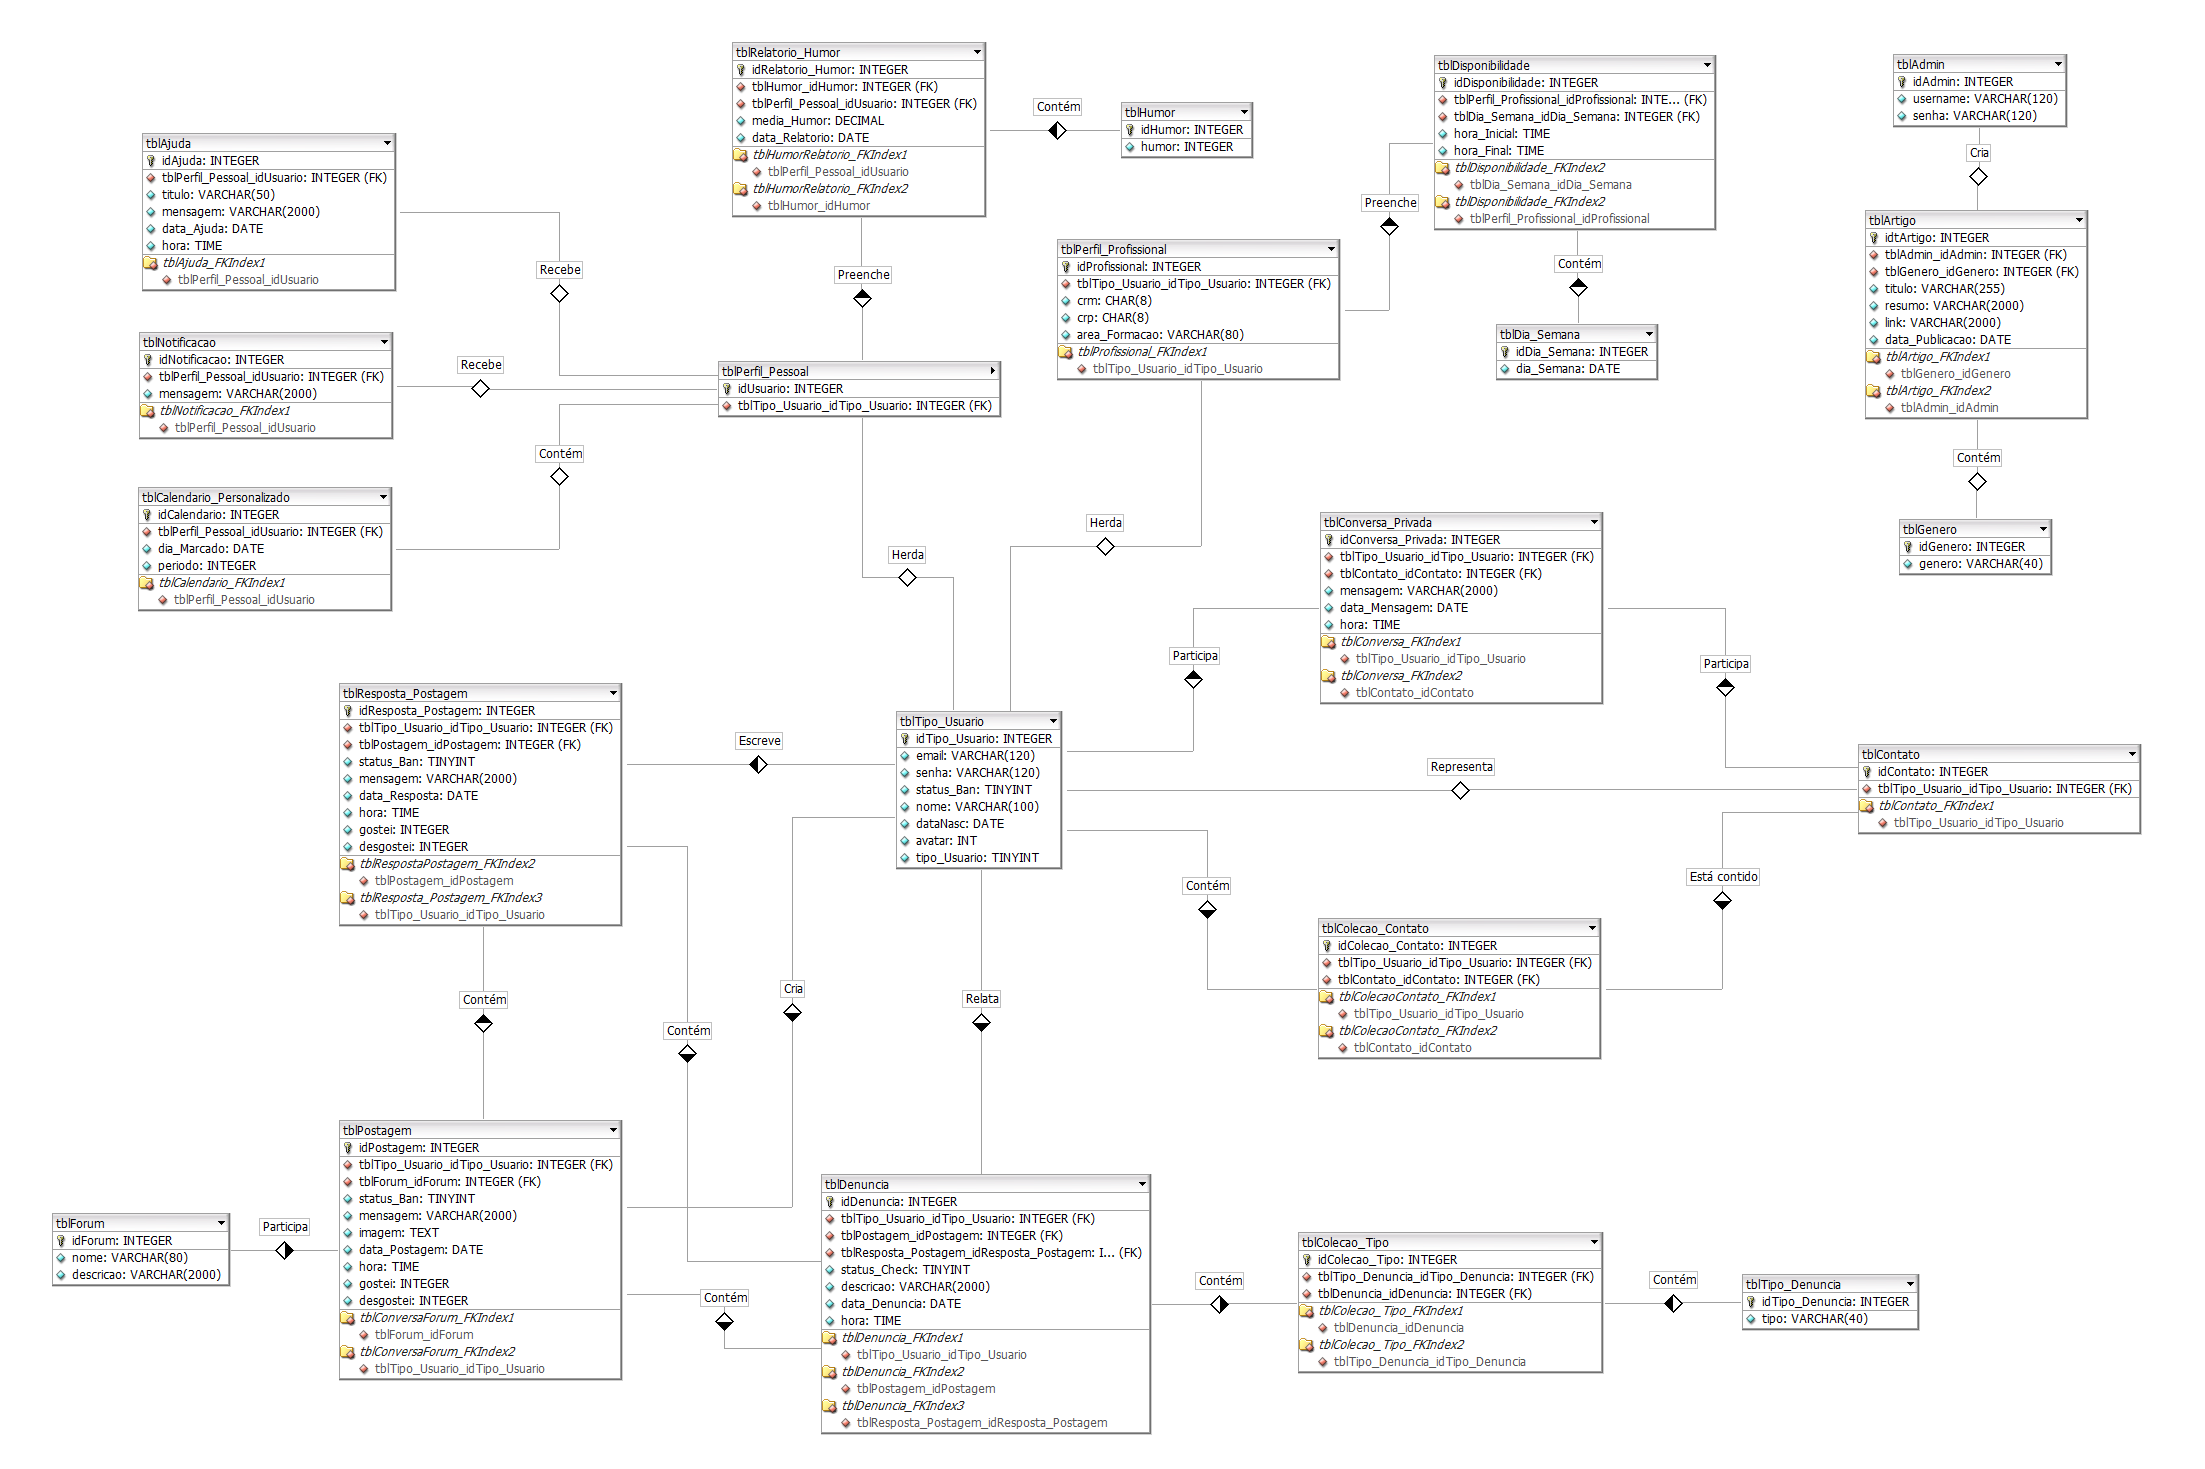 tblRelatorio_Humor
idRelatorio_Humor: INTEGER
tblHumor_idHumor: INTEGER (FK)
tblPerfil_Pessoal_idUsuario: INTEGER (FK)
media_Humor: DECIMAL
data_Relatorio: DATE
tblHumorRelatorio_FKIndex1
tblPerfil_Pessoal_idUsuario
tblHumorRelatorio_FKIndex2
tblHumor_idHumor
Contém
tblHumor
idHumor: INTEGER
humor: INTEGER
tblDisponibilidade
idDisponibilidade: INTEGER
tblPerfil_Profissional_idProfissional: INTE... (FK)
tblDia_Semana_idDia_Semana: INTEGER (FK)
hora_Inicial: TIME
hora_Final: TIME
tblDisponibilidade_FKIndex2
tblDia_Semana_idDia_Semana
tblDisponibilidade_FKIndex2
tblPerfil_Profissional_idProfissional
tblAdmin
idAdmin: INTEGER
username: VARCHAR(120)
senha: VARCHAR(120)
Cria
tblAjuda
idAjuda: INTEGER
tblPerfil_Pessoal_idUsuario: INTEGER (FK)
titulo: VARCHAR(50)
mensagem: VARCHAR(2000)
data_Ajuda: DATE
hora: TIME
tblAjuda_FKIndex1
tblPerfil_Pessoal_idUsuario
Recebe
Preenche
Preenche
tblPerfil_Profissional
idProfissional: INTEGER
tblTipo_Usuario_idTipo_Usuario: INTEGER (FK)
crm: CHAR(8)
crp: CHAR(8)
area_Formacao: VARCHAR(80)
tblProfissional_FKIndex1
tblTipo_Usuario_idTipo_Usuario
Contém
tblDia_Semana
idDia_Semana: INTEGER
dia_Semana: DATE
tblArtigo
idtArtigo: INTEGER
tblAdmin_idAdmin: INTEGER (FK)
tblGenero_idGenero: INTEGER (FK)
titulo: VARCHAR(255)
resumo: VARCHAR(2000)
link: VARCHAR(2000)
data_Publicacao: DATE
tblArtigo_FKIndex1
tblGenero_idGenero
tblArtigo_FKIndex2
tblAdmin_idAdmin
Contém
tblGenero
idGenero: INTEGER
genero: VARCHAR(40)
tblNotificacao
idNotificacao: INTEGER
tblPerfil_Pessoal_idUsuario: INTEGER (FK)
mensagem: VARCHAR(2000)
tblNotificacao_FKIndex1
tblPerfil_Pessoal_idUsuario
Recebe
tblPerfil_Pessoal
idUsuario: INTEGER
tblTipo_Usuario_idTipo_Usuario: INTEGER (FK)
Contém
tblCalendario_Personalizado
idCalendario: INTEGER
tblPerfil_Pessoal_idUsuario: INTEGER (FK)
dia_Marcado: DATE
periodo: INTEGER
tblCalendario_FKIndex1
tblPerfil_Pessoal_idUsuario
Herda
Herda
tblConversa_Privada
idConversa_Privada: INTEGER
tblTipo_Usuario_idTipo_Usuario: INTEGER (FK)
tblContato_idContato: INTEGER (FK)
mensagem: VARCHAR(2000)
data_Mensagem: DATE
hora: TIME
tblConversa_FKIndex1
tblTipo_Usuario_idTipo_Usuario
tblConversa_FKIndex2
tblContato_idContato
Participa
Participa
tblResposta_Postagem
idResposta_Postagem: INTEGER
tblTipo_Usuario_idTipo_Usuario: INTEGER (FK)
tblPostagem_idPostagem: INTEGER (FK)
status_Ban: TINYINT
mensagem: VARCHAR(2000)
data_Resposta: DATE
hora: TIME
gostei: INTEGER
desgostei: INTEGER
tblRespostaPostagem_FKIndex2
tblPostagem_idPostagem
tblResposta_Postagem_FKIndex3
tblTipo_Usuario_idTipo_Usuario
Escreve
tblTipo_Usuario
idTipo_Usuario: INTEGER
email: VARCHAR(120)
senha: VARCHAR(120)
status_Ban: TINYINT
nome: VARCHAR(100)
dataNasc: DATE
avatar: INT
tipo_Usuario: TINYINT
Representa
tblContato
idContato: INTEGER
tblTipo_Usuario_idTipo_Usuario: INTEGER (FK)
tblContato_FKIndex1
tblTipo_Usuario_idTipo_Usuario
Contém
Está contido
tblColecao_Contato
idColecao_Contato: INTEGER
tblTipo_Usuario_idTipo_Usuario: INTEGER (FK)
tblContato_idContato: INTEGER (FK)
tblColecaoContato_FKIndex1
tblTipo_Usuario_idTipo_Usuario
tblColecaoContato_FKIndex2
tblContato_idContato
Contém
Contém
Cria
Relata
tblPostagem
idPostagem: INTEGER
tblTipo_Usuario_idTipo_Usuario: INTEGER (FK)
tblForum_idForum: INTEGER (FK)
status_Ban: TINYINT
mensagem: VARCHAR(2000)
imagem: TEXT
data_Postagem: DATE
hora: TIME
gostei: INTEGER
desgostei: INTEGER
tblConversaForum_FKIndex1
tblForum_idForum
tblConversaForum_FKIndex2
tblTipo_Usuario_idTipo_Usuario
tblForum
idForum: INTEGER
nome: VARCHAR(80)
descricao: VARCHAR(2000)
Participa
Contém
tblDenuncia
idDenuncia: INTEGER
tblTipo_Usuario_idTipo_Usuario: INTEGER (FK)
tblPostagem_idPostagem: INTEGER (FK)
tblResposta_Postagem_idResposta_Postagem: I... (FK)
status_Check: TINYINT
descricao: VARCHAR(2000)
data_Denuncia: DATE
hora: TIME
tblDenuncia_FKIndex1
tblTipo_Usuario_idTipo_Usuario
tblDenuncia_FKIndex2
tblPostagem_idPostagem
tblDenuncia_FKIndex3
tblResposta_Postagem_idResposta_Postagem
Contém
tblColecao_Tipo
idColecao_Tipo: INTEGER
tblTipo_Denuncia_idTipo_Denuncia: INTEGER (FK)
tblDenuncia_idDenuncia: INTEGER (FK)
tblColecao_Tipo_FKIndex1
tblDenuncia_idDenuncia
tblColecao_Tipo_FKIndex2
tblTipo_Denuncia_idTipo_Denuncia
Contém
tblTipo_Denuncia
idTipo_Denuncia: INTEGER
tipo: VARCHAR(40)